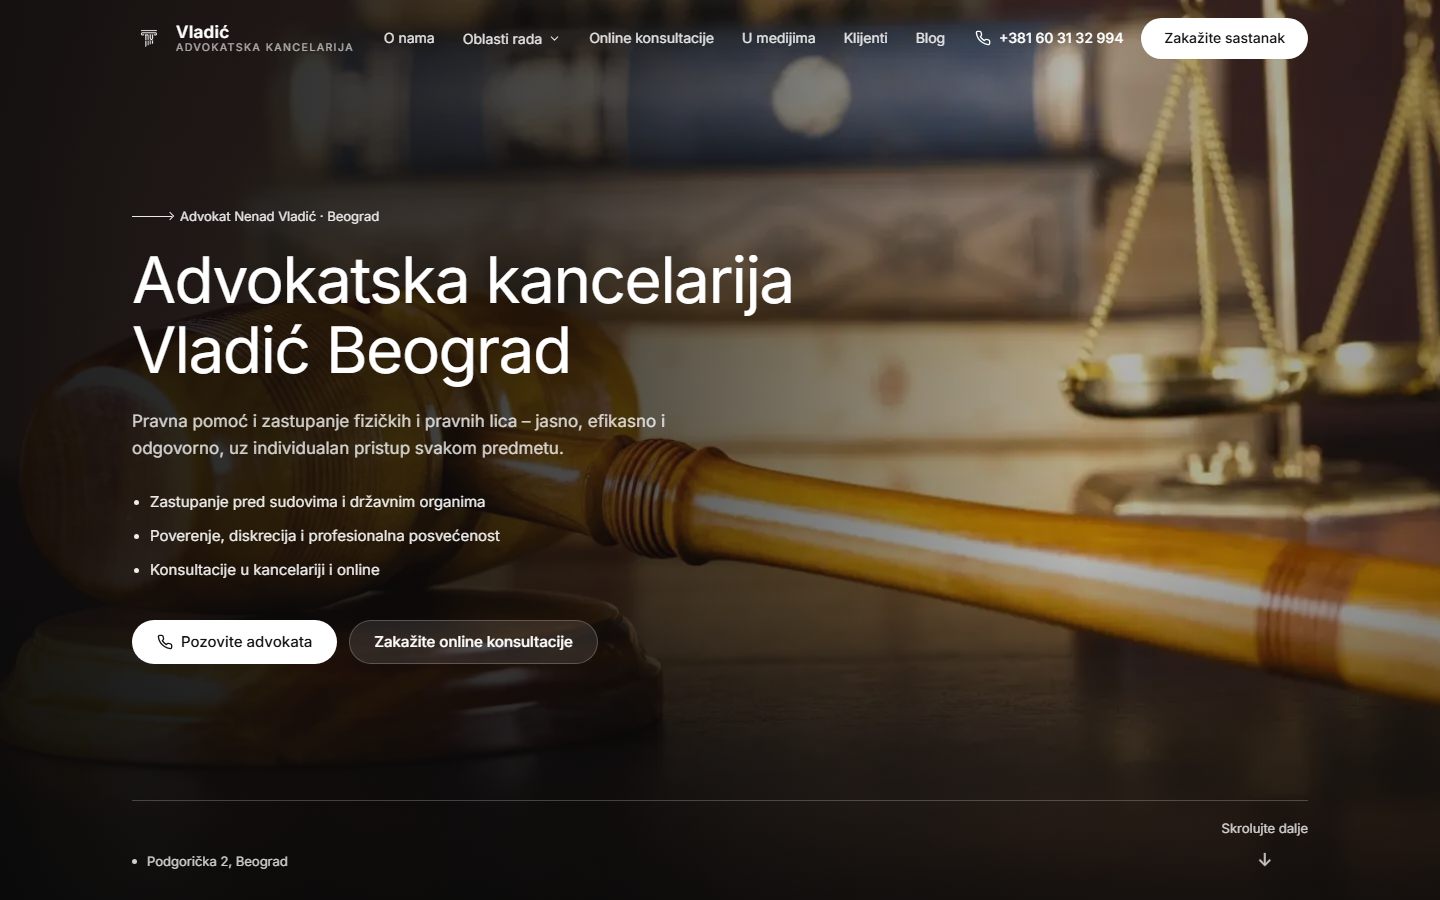 Vladić
ADVOKATSKA KANCELARIJA
O nama
Oblasti rada
Online konsultacije
U medijima
Klijenti
Blog
+381 60 31 32 994
Zakažite sastanak
Advokat Nenad Vladić · Beograd
Advokatska kancelarija
Vladić Beograd
Pravna pomoć i zastupanje fizičkih i pravnih lica – jasno, efikasno i
odgovorno, uz individualan pristup svakom predmetu.
Zastupanje pred sudovima i državnim organima
Poverenje, diskrecija i profesionalna posvećenost
Konsultacije u kancelariji i online
Pozovite advokata
Zakažite online konsultacije
Skrolujte dalje
Podgorička 2, Beograd